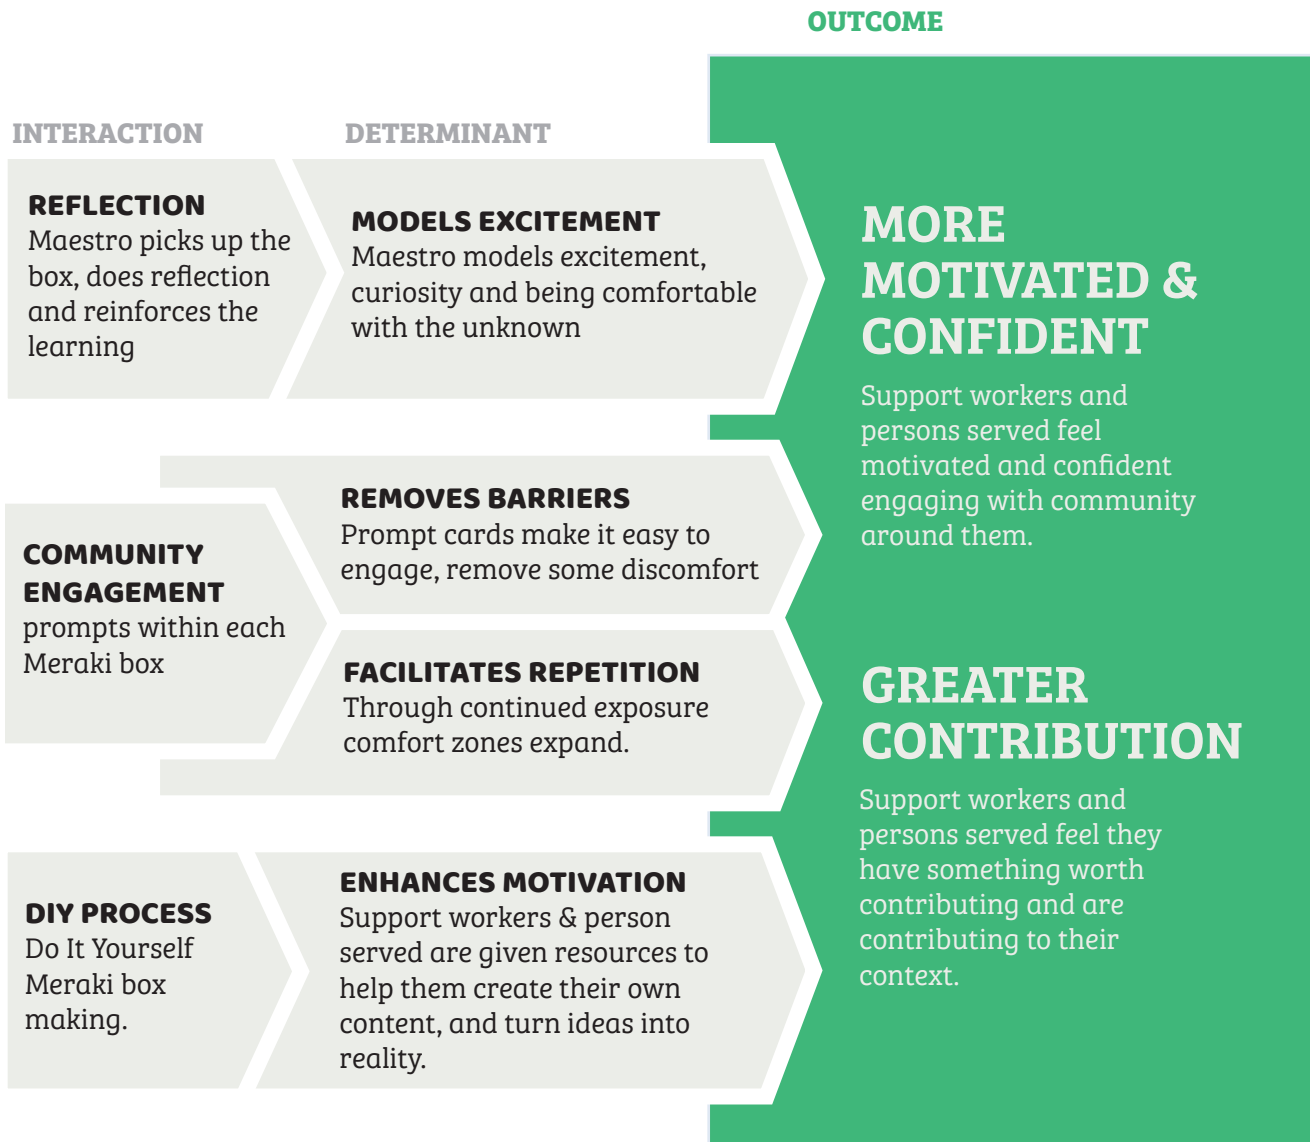 OUTCOME
INTERACTION
DETERMINANT
REFLECTION
Maestro picks up the
box, does reflection
and reinforces the
learning
MODELS EXCITEMENT
Maestro models excitement,
curiosity and being comfortable
with the unknown
COMMUNITY
ENGAGEMENT
prompts within each
Meraki box
REMOVES BARRIERS
Prompt cards make it easy to
engage, remove some discomfort
FACILITATES REPETITION
Through continued exposure
comfort zones expand.
DIY PROCESS
Do It Yourself
Meraki box
making.
ENHANCES MOTIVATION
Support workers & person
served are given resources to
help them create their own
content, and turn ideas into
reality.
MORE
MOTIVATED &
CONFIDENT
Support workers and
persons served feel
motivated and confident
engaging with community
around them.
GREATER
CONTRIBUTION
Support workers and
persons served feel they
have something worth
contributing and are
contributing to their
context.